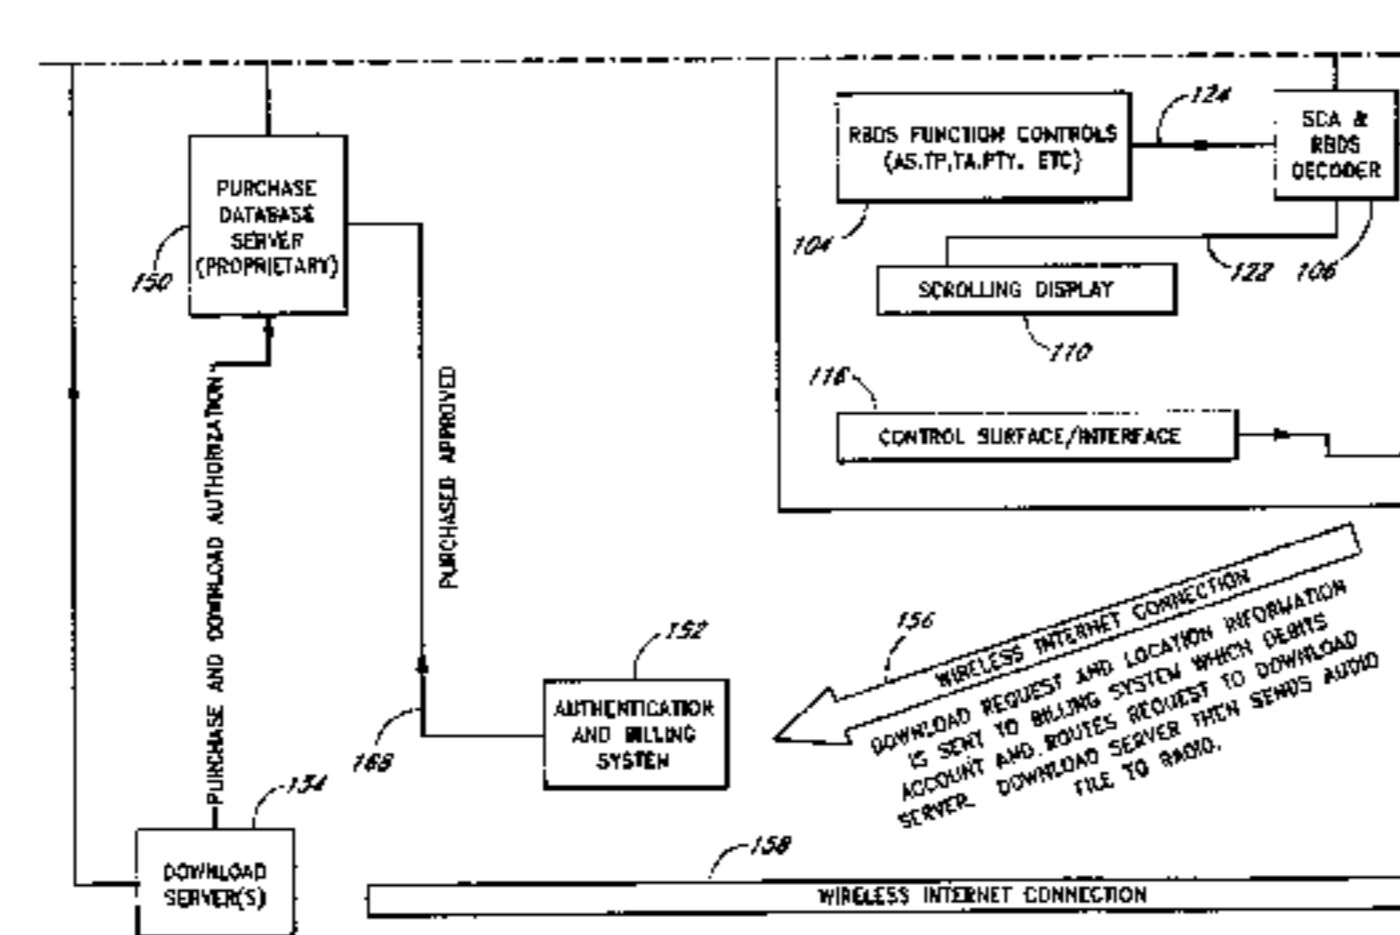 124
RBDS FUNCTION CONTROLS
(AS.TP,TA.PTY. ETC)
SCA &
RBDS
DECODER
104
122
106
SCROLLING DISPLAY
110
PURCHASE
DATABASE
SERVER
(PROPRIETARY)
150
118
CONTROL SURFACE/INTERFACE
PURCHASE AND DOWNLOAD AUTHORIZATION
PURCHASED APPROVED
WIRELESS INTERNET CONNECTION
156
DOWNLOAD REQUEST AND LOCATION INFORMATION
IS SENT TO BILLING SYSTEM WHICH DEBITS
ACCOUNT AND ROUTES REQUEST TO DOWNLOAD
SERVER. DOWNLOAD SERVER THEN SENDS AUDIO
FILE TO RADIO.
152
AUTHENTICATION
AND BILLING
SYSTEM
168
154
DOWNLOAD
SERVER(S)
158
WIRELESS INTERNET CONNECTION